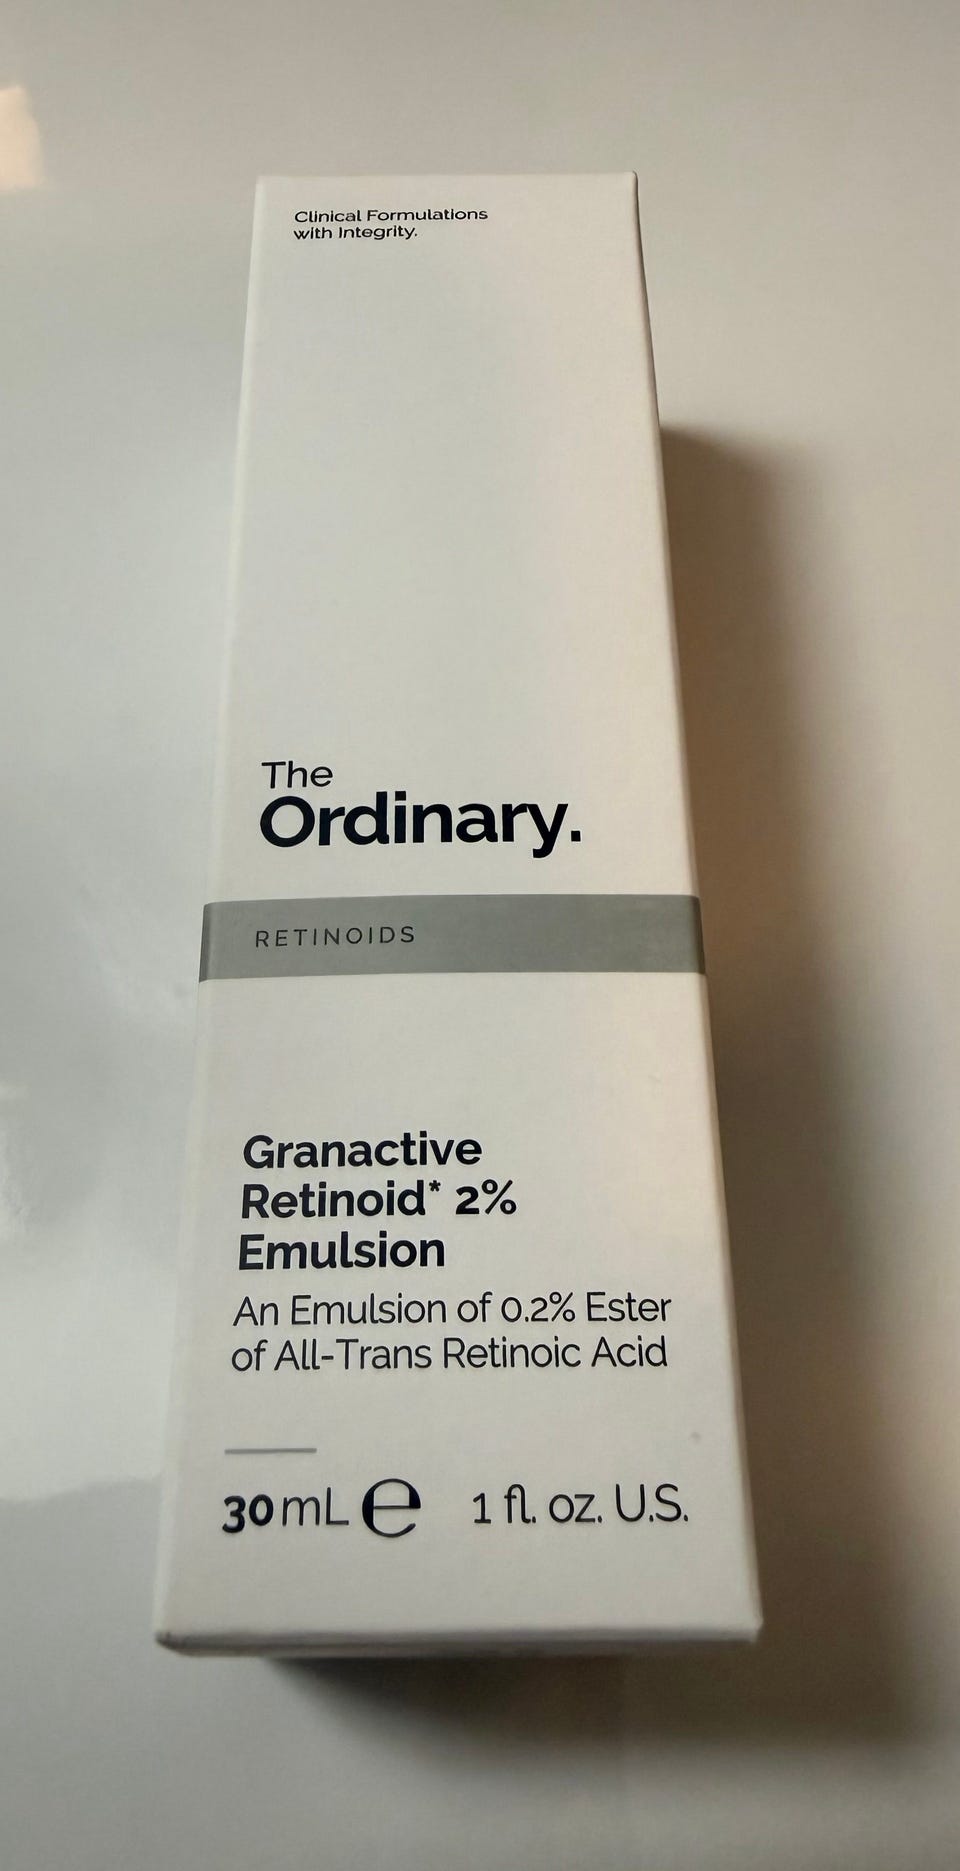 Clinical Formulations
with Integrity.
The
Ordinary.
RETINOIDS
Granactive
Retinoid* 2%
Emulsion
An Emulsion of 0.2% Ester
of All-Trans Retinoic Acid
30 mL ℮ 1 fl. oz. U.S.